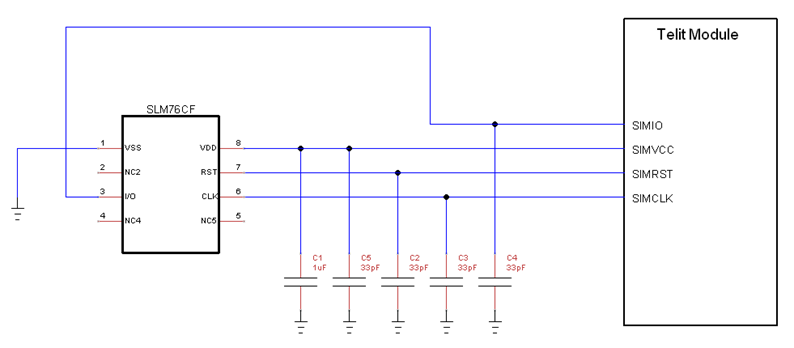 Telit Module
SLM76CF
1 VSS VDD 8
2 NC2 RST 7
3 I/O CLK 6
4 NC4 NC5 5
SIMIO
SIMVCC
SIMRST
SIMCLK
C1 C5 C2 C3 C4
1uF 33pF 33pF 33pF 33pF